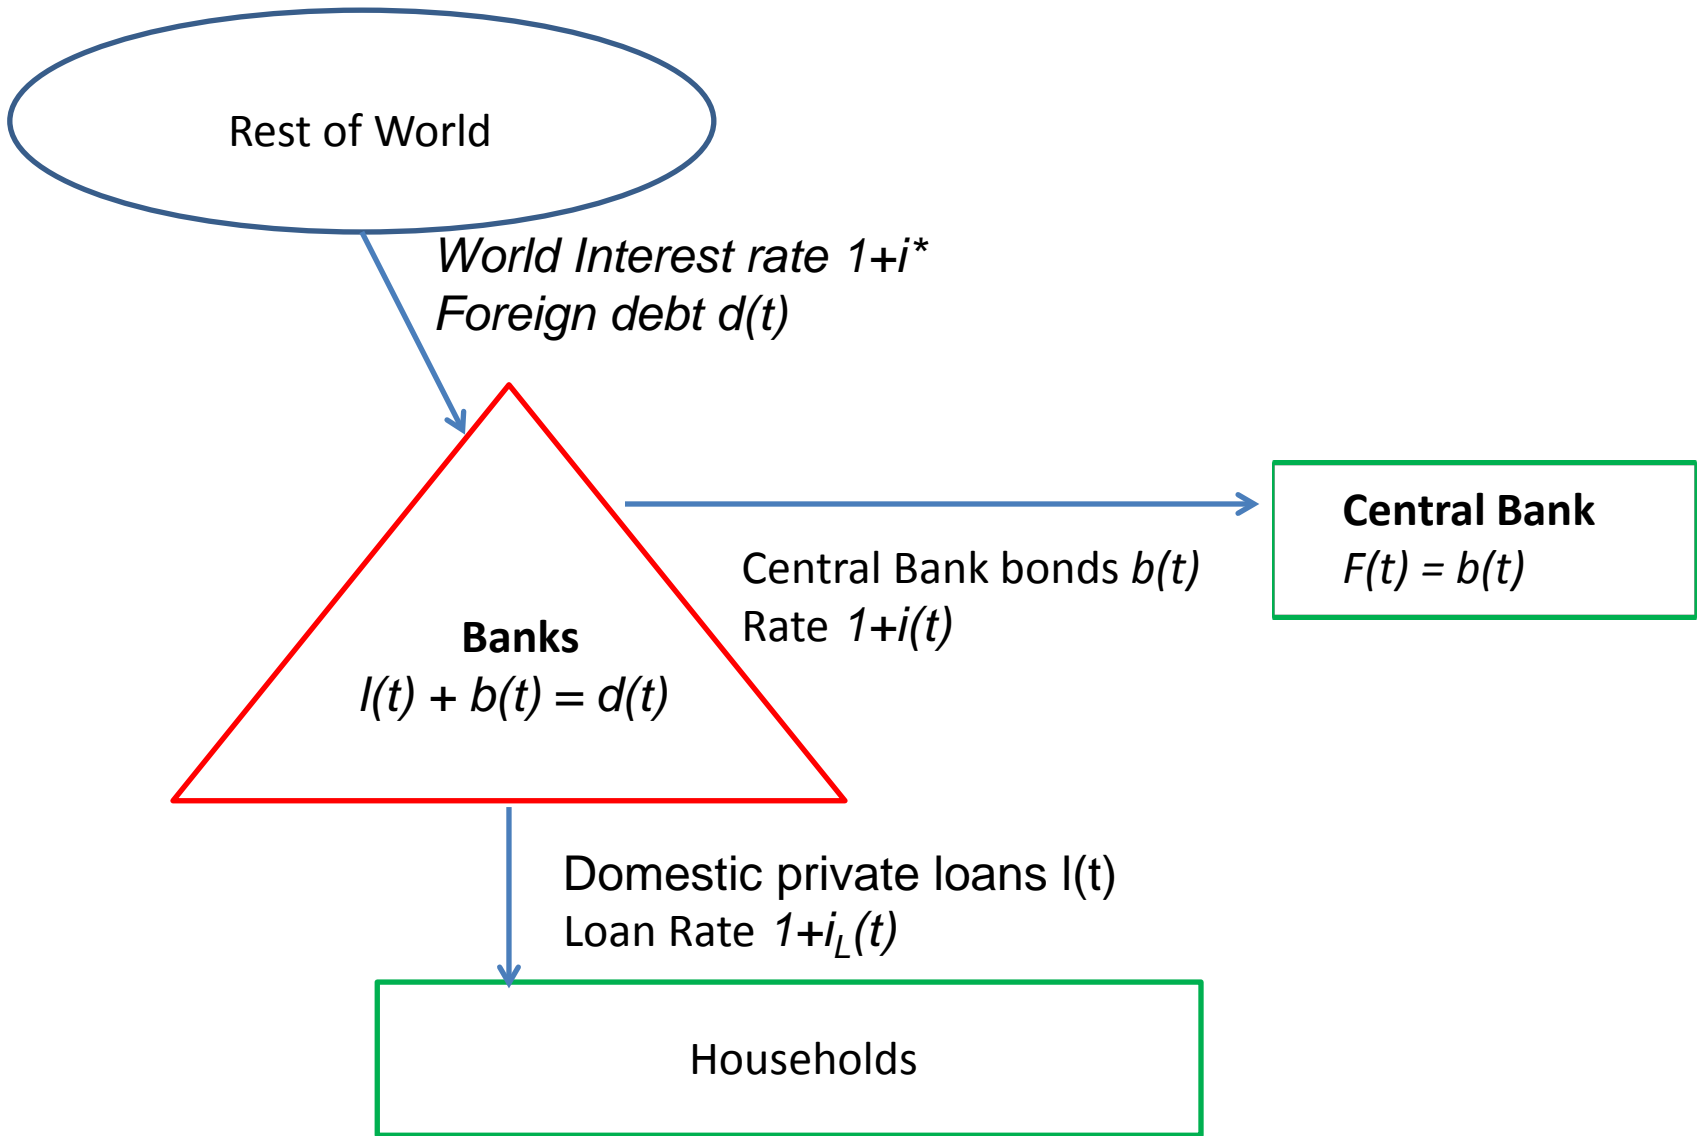 Rest of World
World Interest rate 1+i*
Foreign debt d(t)
Central Bank
F(t) = b(t)
Central Bank bonds b(t)
Rate 1+i(t)
Banks
l(t) + b(t) = d(t)
Domestic private loans l(t)
Loan Rate 1+i_L(t)
Households